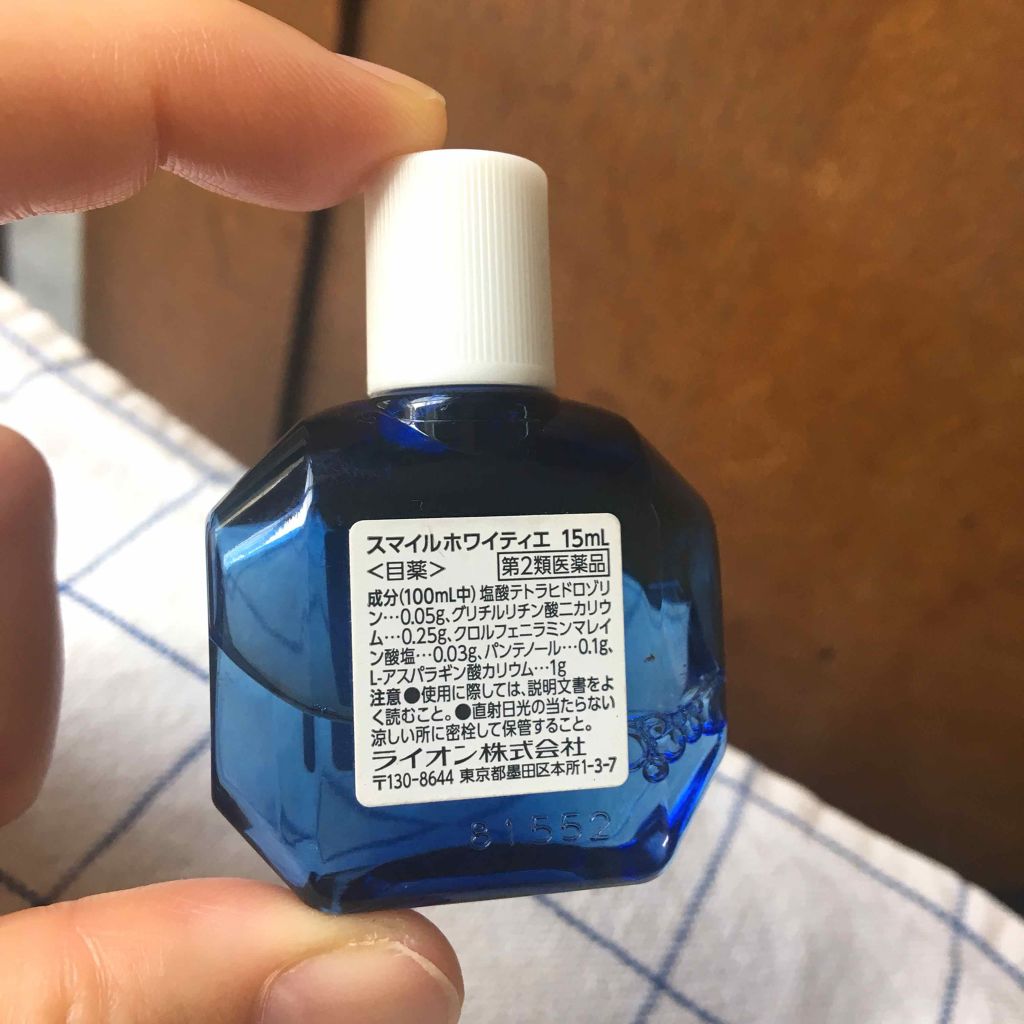 スマイルホワイティエ 15mL
<目薬> 第2類医薬品
成分(100mL中)塩酸テトラヒドロゾリ
ン…0.05g、グリチルリチン酸二カリウ
ム…0.25g、クロルフェニラミンマレイ
ン酸塩…0.03g、パンテノール…0.1g、
L-アスパラギン酸カリウム…1g
注意●使用に際しては、説明文書をよ
く読むこと。●直射日光の当たらない
涼しい所に密栓して保管すること。
ライオン株式会社
〒130-8644 東京都墨田区本所1-3-7
81552